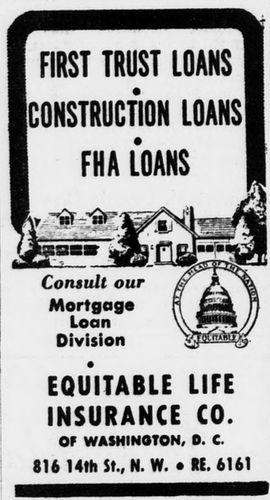 FIRST TRUST LOANS
•
CONSTRUCTION LOANS
•
FHA LOANS
Consult our
Mortgage
Loan
Division
AT THE HEAD OF THE NATION
EQUITABLE
•
EQUITABLE LIFE
INSURANCE CO.
OF WASHINGTON, D. C.
816 14th St., N. W. • RE. 6161